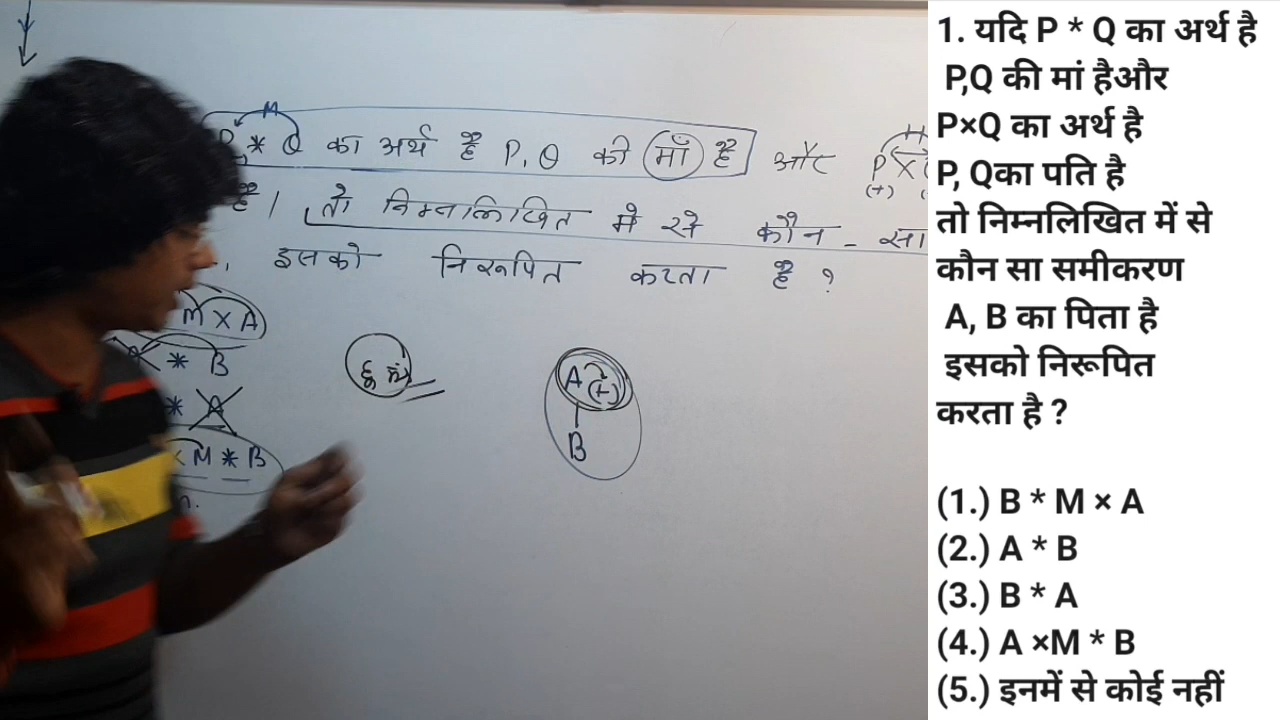 P * Q का अर्थ है P, Q की माँ है और P X
है। तो निम्नलिखित में से कौन - सा
इसको निरूपित करता है ?
M X A
* B
* A
M * B
हूँ मैं
A (+)
B
M
H
(+)
1. यदि P * Q का अर्थ है
P,Q की मां हैऔर
P×Q का अर्थ है
P, Qका पति है
तो निम्नलिखित में से
कौन सा समीकरण
A, B का पिता है
इसको निरूपित
करता है ?
(1.) B * M × A
(2.) A * B
(3.) B * A
(4.) A ×M * B
(5.) इनमें से कोई नहीं